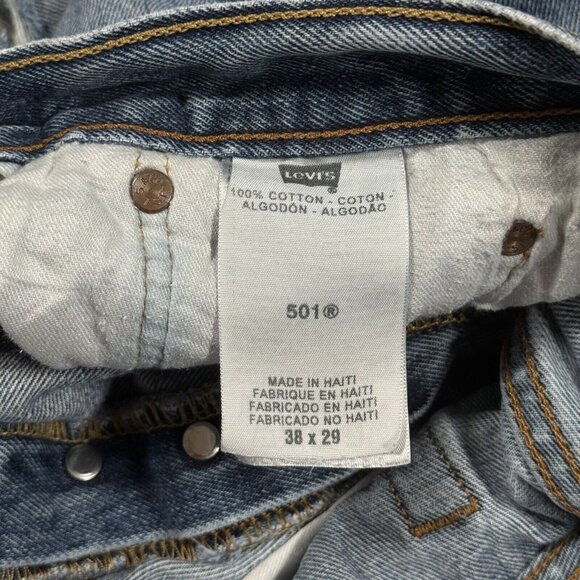 LEVI'S
®
100% COTTON - COTON -
ALGODÓN - ALGODÃO
501®
MADE IN HAITI
FABRIQUE EN HAITI
FABRICADO EN HAITI
FABRICADO NO HAITI
38 x 29